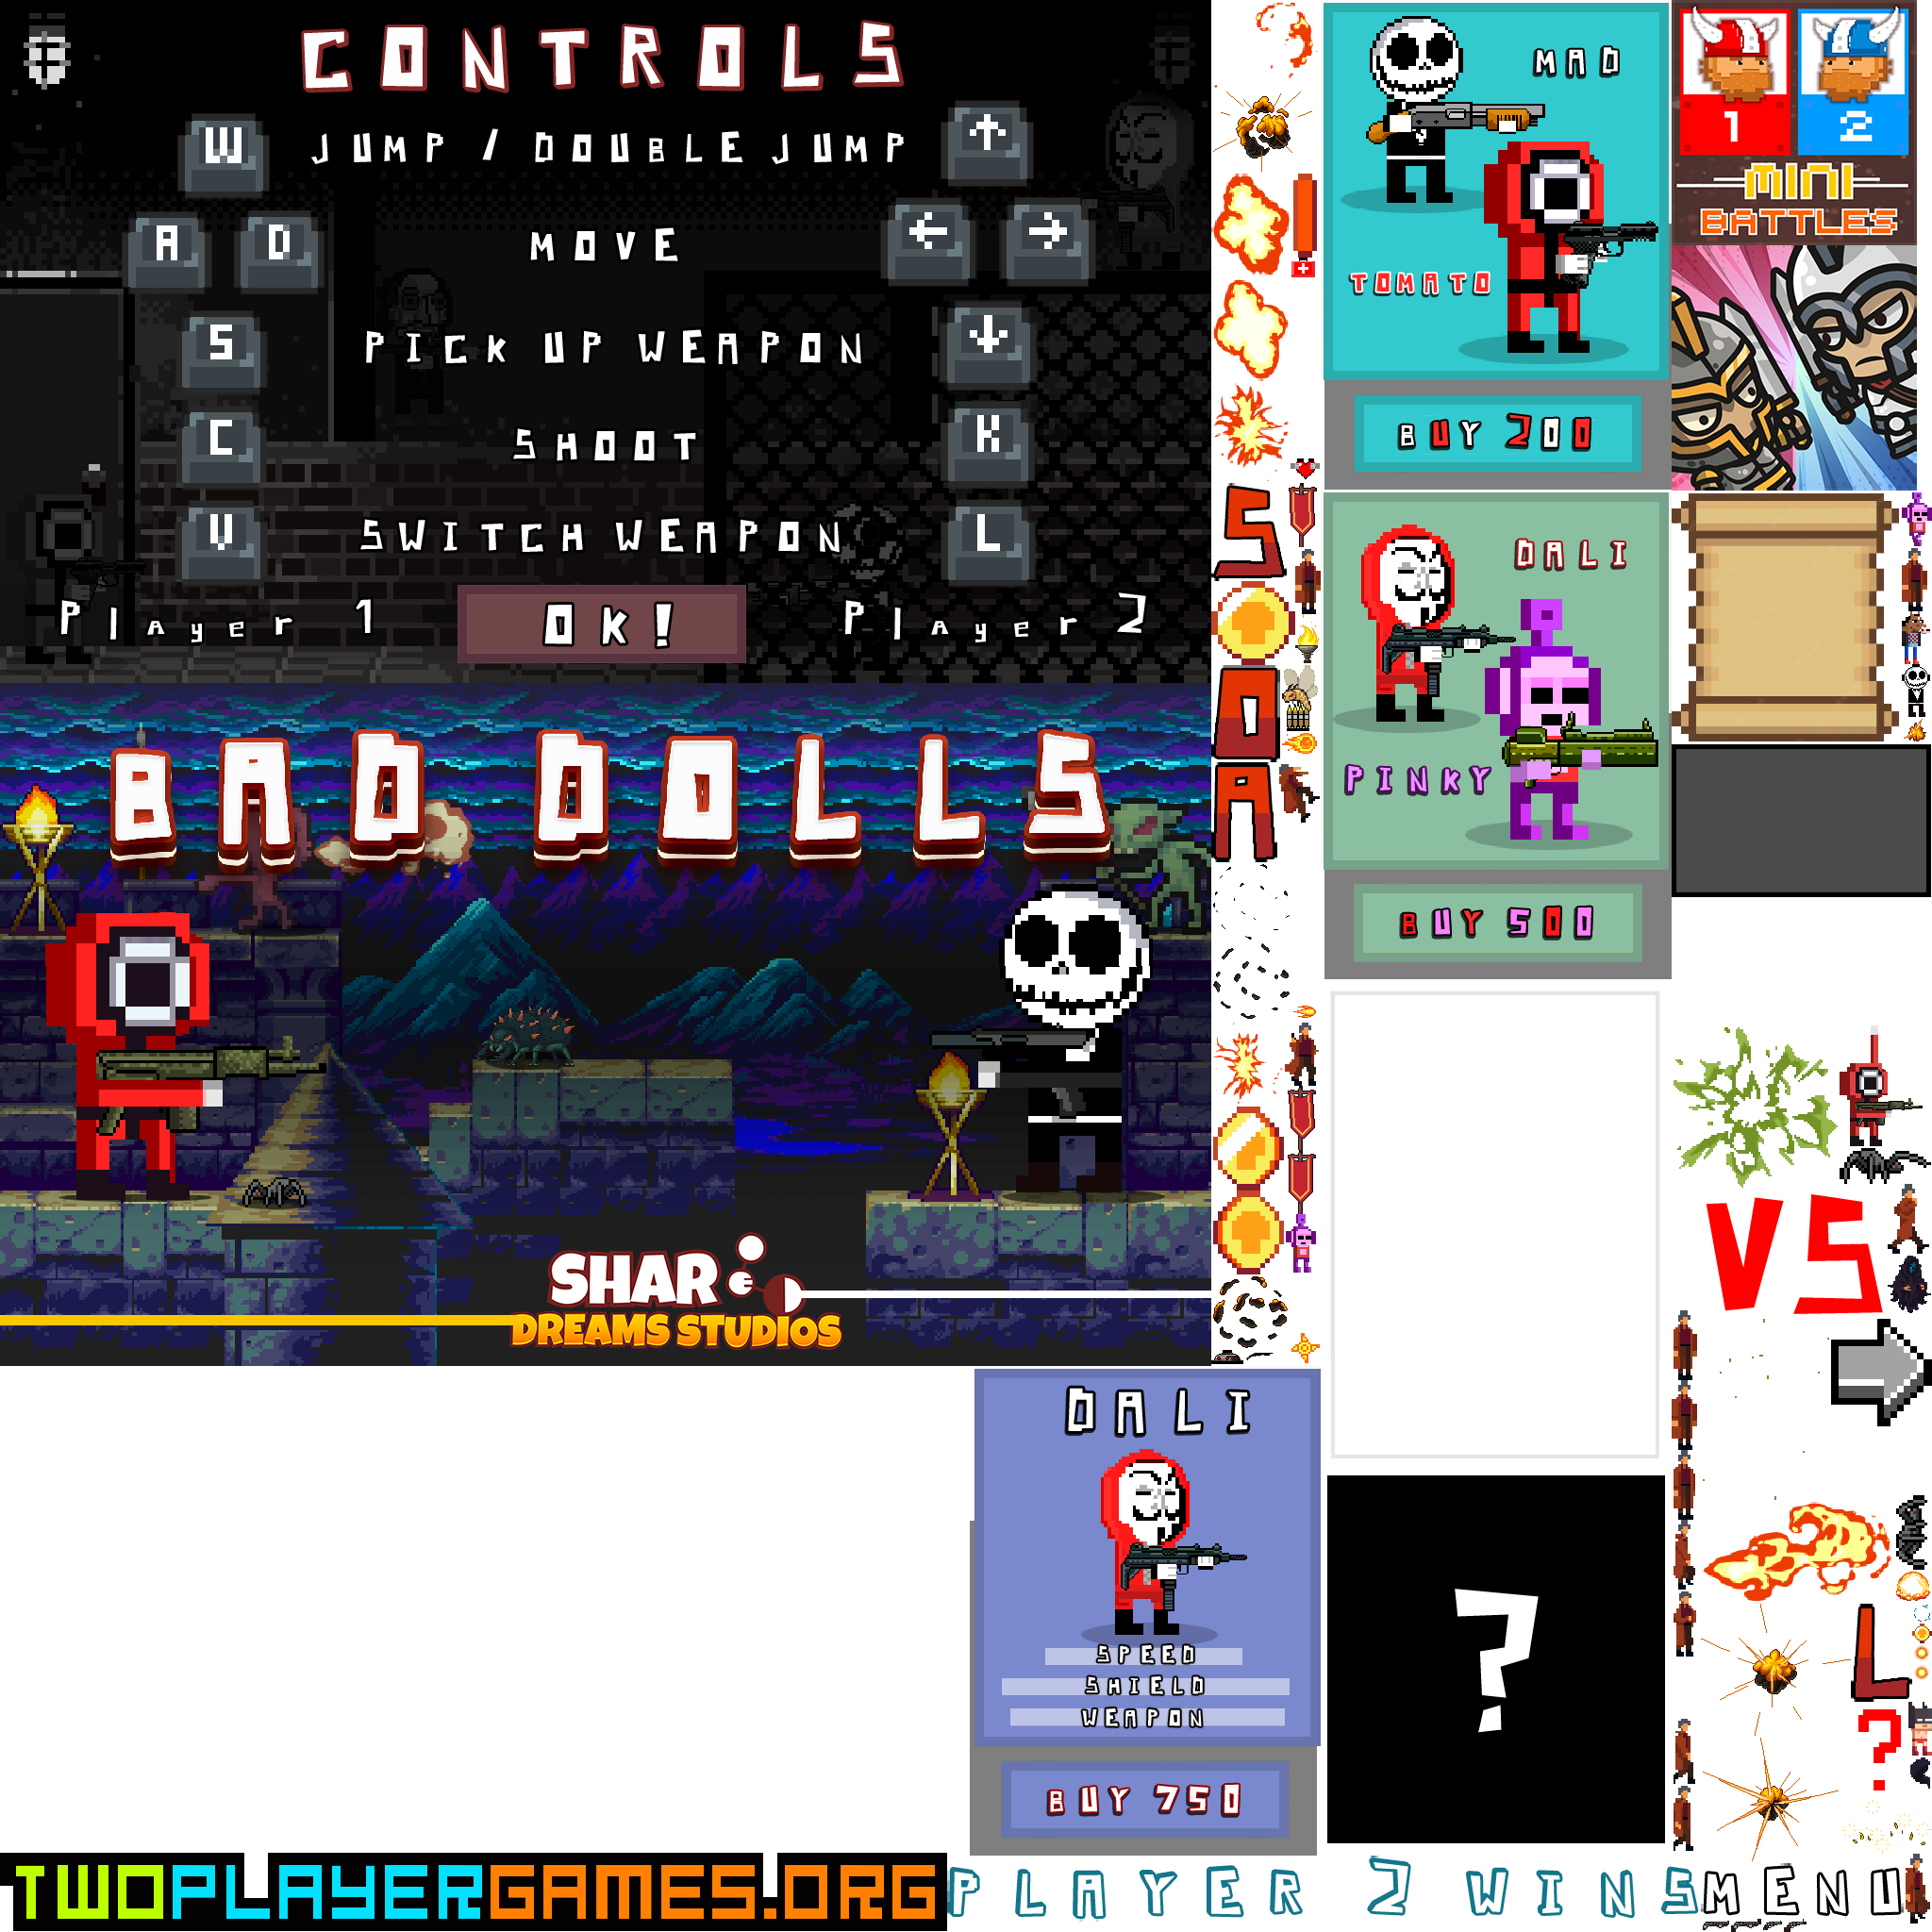 CONTROLS
W
JUMP / DOUBLE JUMP
↑
A D
MOVE
← →
S
PICK UP WEAPON
↓
C
SHOOT
K
V
SWITCH WEAPON
L
Player 1
OK!
Player 2
BAD DOLLS
SHAR
DREAMS STUDIOS
S
O
A
MAD
TOMATO
BUY 200
DALI
PINKY
BUY 500
1 2
MINI
BATTLES
VS
L
?
DALI
SPEED
SHIELD
WEAPON
BUY 750
?
TWOPLAYERGAMES.ORG
PLAYER 2 WINS
MENU